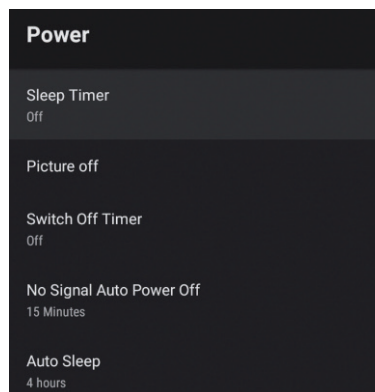 Power
Sleep Timer
Off
Picture off
Switch Off Timer
Off
No Signal Auto Power Off
15 Minutes
Auto Sleep
4 hours